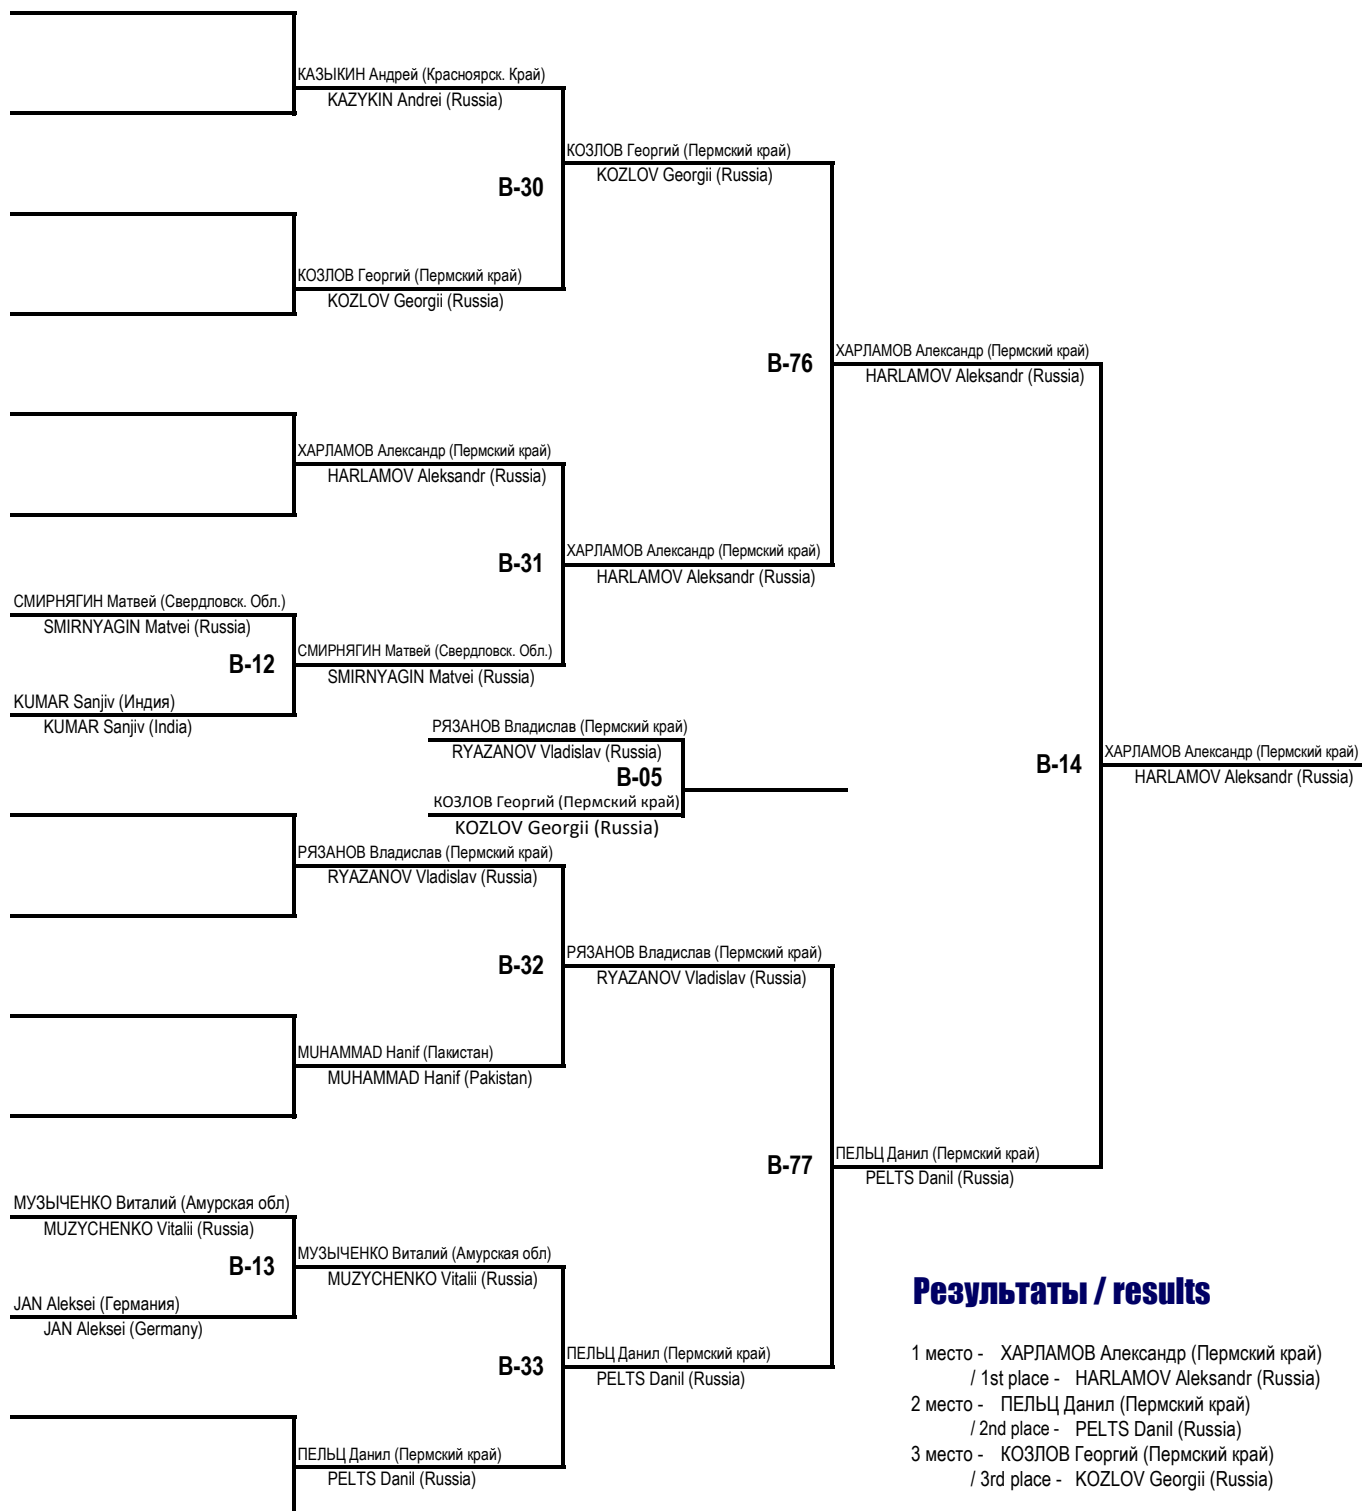 КАЗЫКИН Андрей (Красноярск. Край)
KAZYKIN Andrei (Russia)
КОЗЛОВ Георгий (Пермский край)
KOZLOV Georgii (Russia)
B-30
КОЗЛОВ Георгий (Пермский край)
KOZLOV Georgii (Russia)
B-76
ХАРЛАМОВ Александр (Пермский край)
HARLAMOV Aleksandr (Russia)
ХАРЛАМОВ Александр (Пермский край)
HARLAMOV Aleksandr (Russia)
B-31
ХАРЛАМОВ Александр (Пермский край)
HARLAMOV Aleksandr (Russia)
СМИРНЯГИН Матвей (Свердловск. Обл.)
SMIRNYAGIN Matvei (Russia)
B-12
СМИРНЯГИН Матвей (Свердловск. Обл.)
SMIRNYAGIN Matvei (Russia)
KUMAR Sanjiv (Индия)
KUMAR Sanjiv (India)
РЯЗАНОВ Владислав (Пермский край)
RYAZANOV Vladislav (Russia)
B-05
КОЗЛОВ Георгий (Пермский край)
KOZLOV Georgii (Russia)
B-14
ХАРЛАМОВ Александр (Пермский край)
HARLAMOV Aleksandr (Russia)
РЯЗАНОВ Владислав (Пермский край)
RYAZANOV Vladislav (Russia)
B-32
РЯЗАНОВ Владислав (Пермский край)
RYAZANOV Vladislav (Russia)
MUHAMMAD Hanif (Пакистан)
MUHAMMAD Hanif (Pakistan)
B-77
ПЕЛЬЦ Данил (Пермский край)
PELTS Danil (Russia)
МУЗЫЧЕНКО Виталий (Амурская обл)
MUZYCHENKO Vitalii (Russia)
B-13
МУЗЫЧЕНКО Виталий (Амурская обл)
MUZYCHENKO Vitalii (Russia)
JAN Aleksei (Германия)
JAN Aleksei (Germany)
B-33
ПЕЛЬЦ Данил (Пермский край)
PELTS Danil (Russia)
ПЕЛЬЦ Данил (Пермский край)
PELTS Danil (Russia)
Результаты / results
1 место - ХАРЛАМОВ Александр (Пермский край)
/ 1st place - HARLAMOV Aleksandr (Russia)
2 место - ПЕЛЬЦ Данил (Пермский край)
/ 2nd place - PELTS Danil (Russia)
3 место - КОЗЛОВ Георгий (Пермский край)
/ 3rd place - KOZLOV Georgii (Russia)